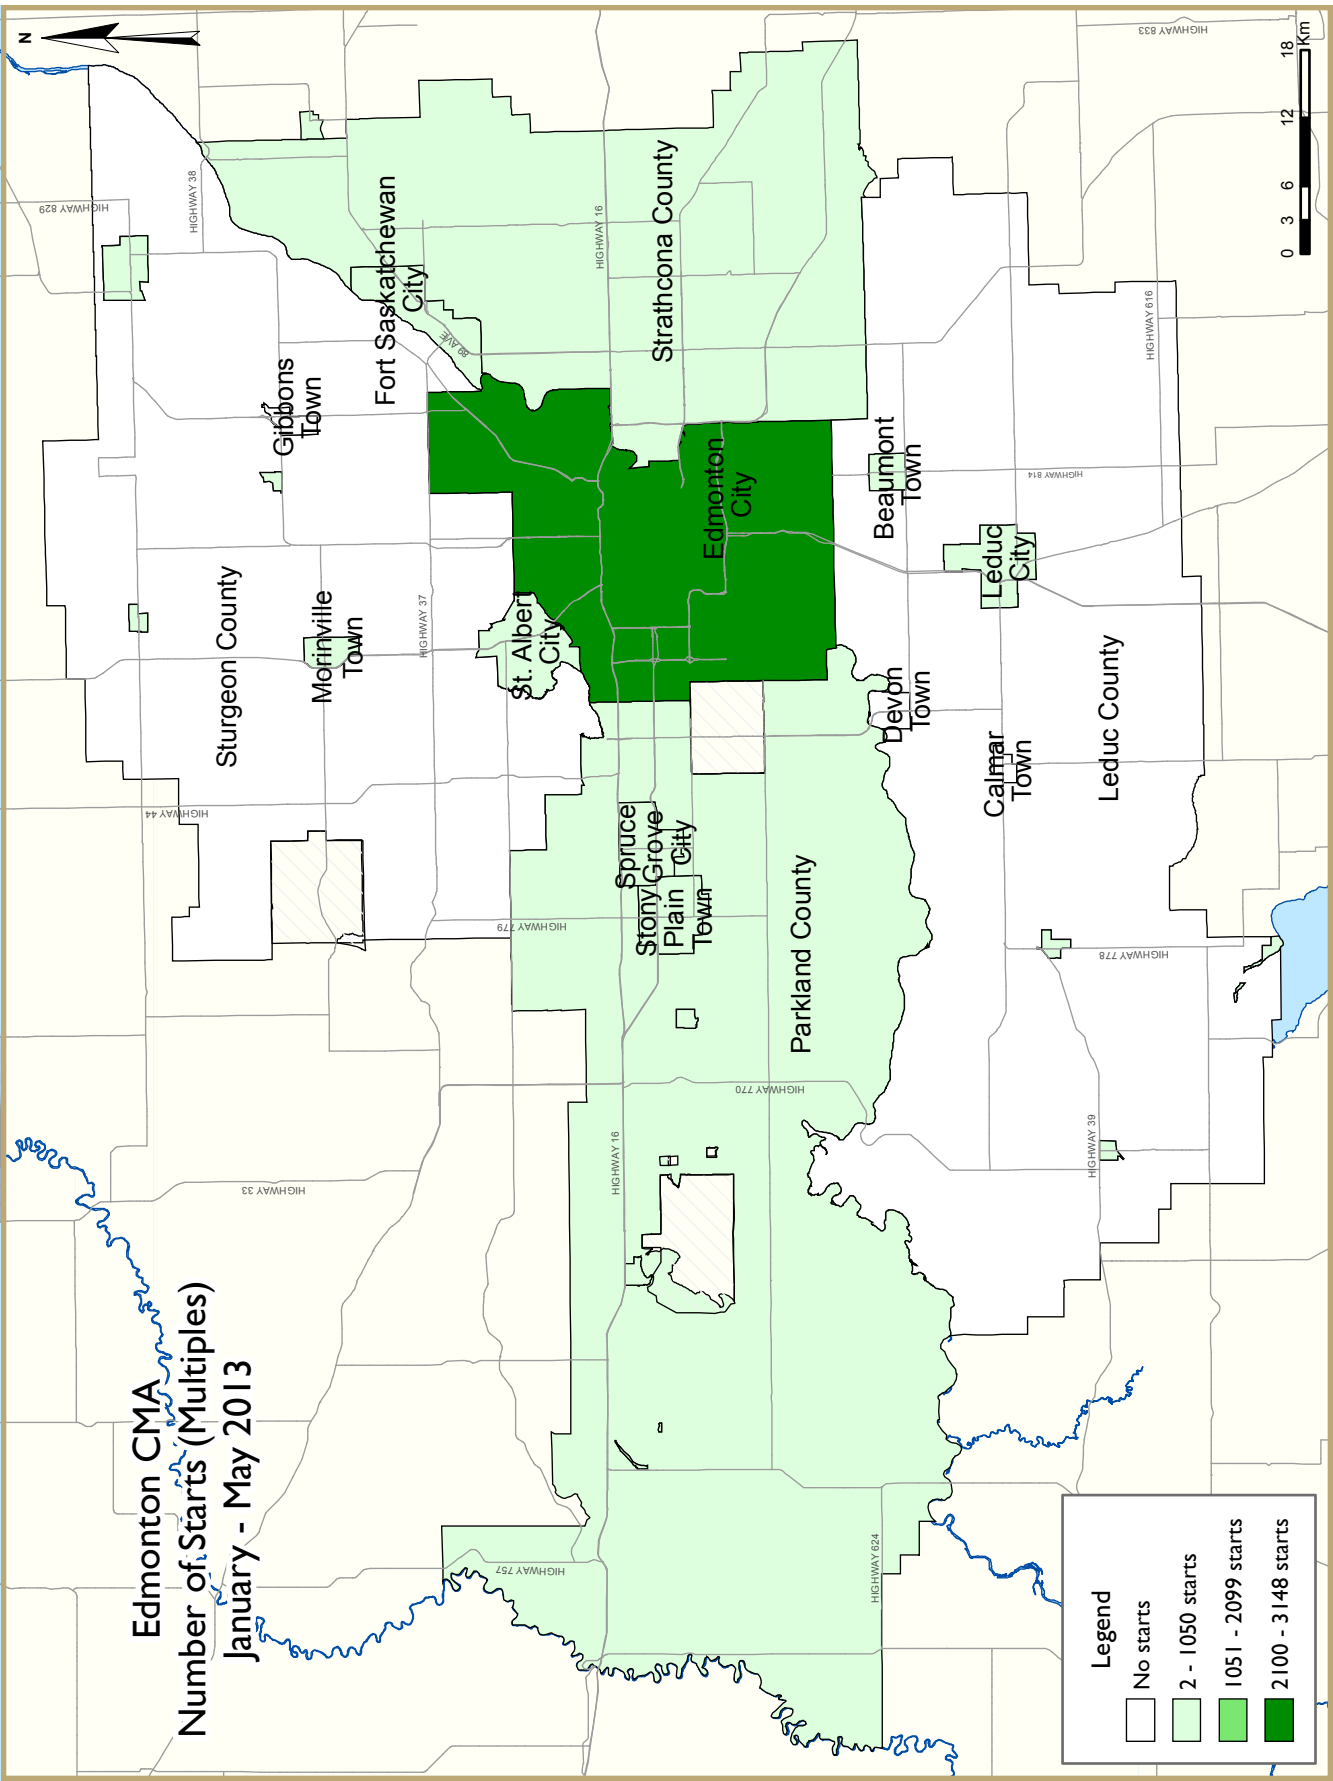 Edmonton CMA
Number of Starts (Multiples)
January - May 2013
N
HIGHWAY 833
HIGHWAY 829
HIGHWAY 38
HIGHWAY 44
HIGHWAY 37
HIGHWAY 33
HIGHWAY 779
HIGHWAY 16
HIGHWAY 16
HIGHWAY 757
HIGHWAY 770
HIGHWAY 624
HIGHWAY 814
HIGHWAY 616
HIGHWAY 778
HIGHWAY 39
89 AVE
Sturgeon County
Gibbons
Town
Morinville
Town
Fort Saskatchewan
City
St. Albert
City
Strathcona County
Edmonton
City
Spruce
Grove
City
Stony
Plain
Town
Parkland County
Beaumont
Town
Devon
Town
Leduc
City
Calmar
Town
Leduc County
Legend
No starts
2 - 1050 starts
1051 - 2099 starts
2100 - 3148 starts
0 3 6 12 18
Km